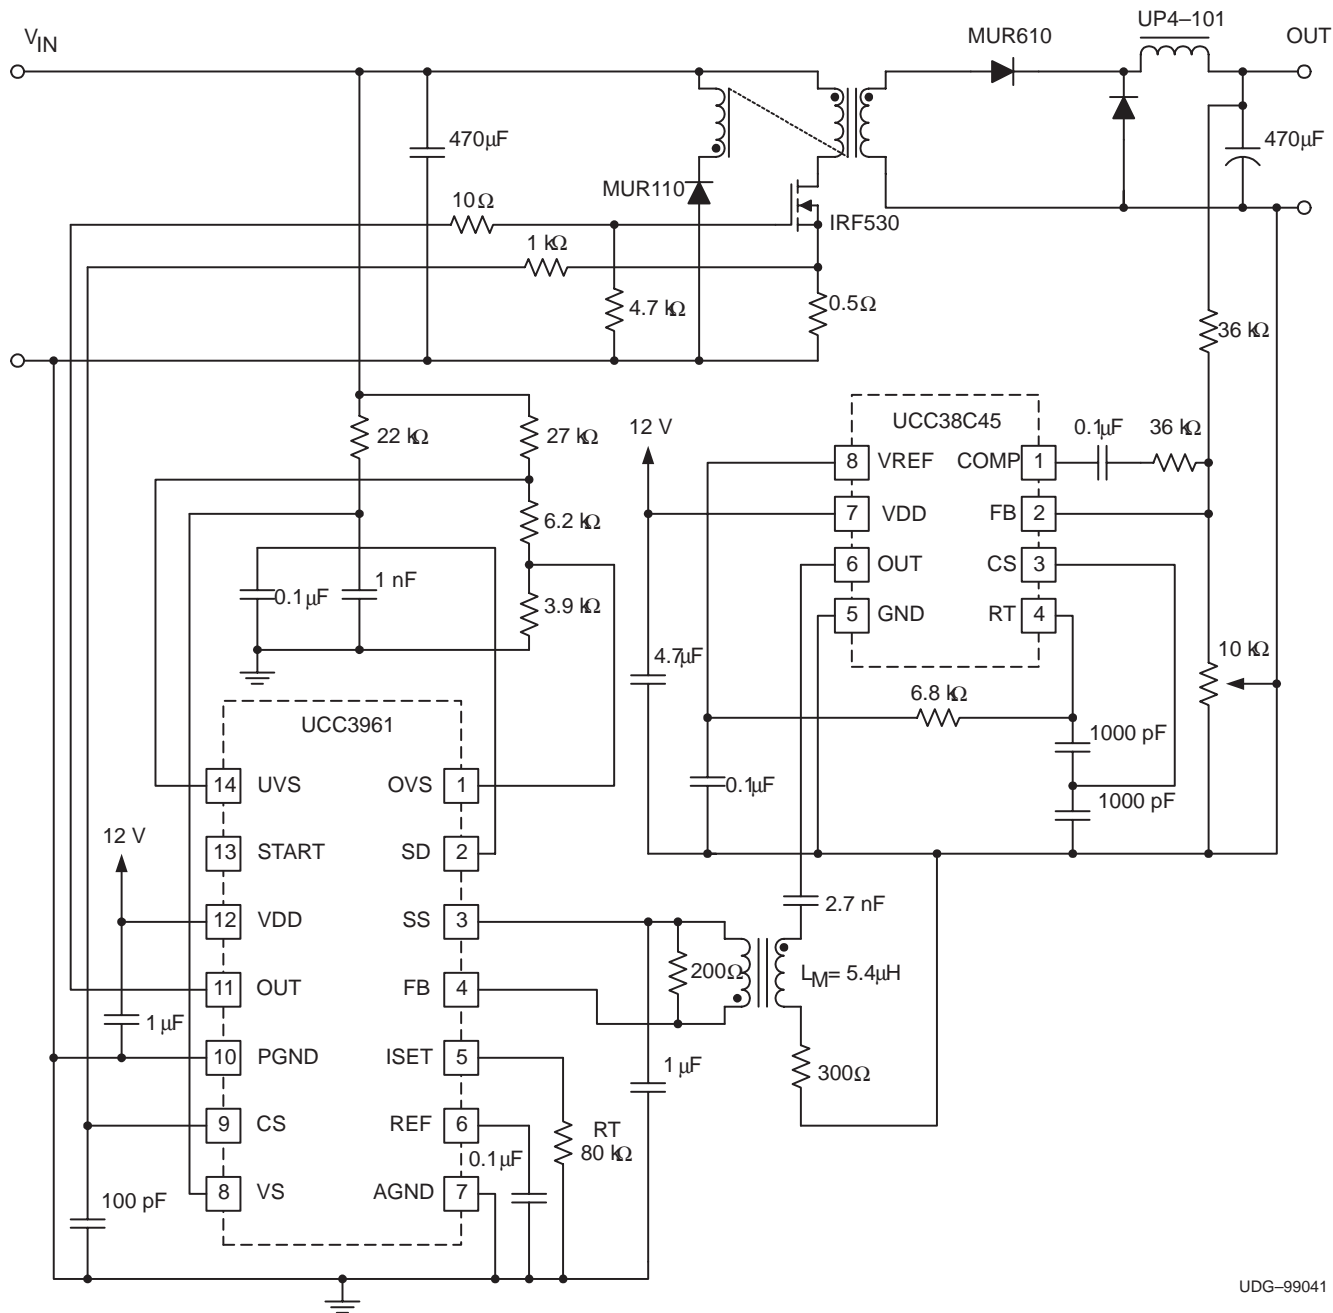 UP4–101
MUR610
OUT
VIN
470µF
470µF
MUR110
10Ω
IRF530
1 kΩ
4.7 kΩ
0.5Ω
36 kΩ
22 kΩ
27 kΩ
12 V
UCC38C45
0.1µF
36 kΩ
8 VREF COMP 1
6.2 kΩ
7 VDD FB 2
1 nF
0.1µF
6 OUT CS 3
3.9 kΩ
5 GND RT 4
4.7µF
10 kΩ
6.8 kΩ
UCC3961
1000 pF
0.1µF
1000 pF
14 UVS OVS 1
12 V
13 START SD 2
2.7 nF
12 VDD SS 3
200Ω
LM= 5.4µH
11 OUT FB 4
1 µF
10 PGND ISET 5
1 µF
300Ω
9 CS REF 6
RT
80 kΩ
0.1µF
100 pF
8 VS AGND 7
UDG–99041